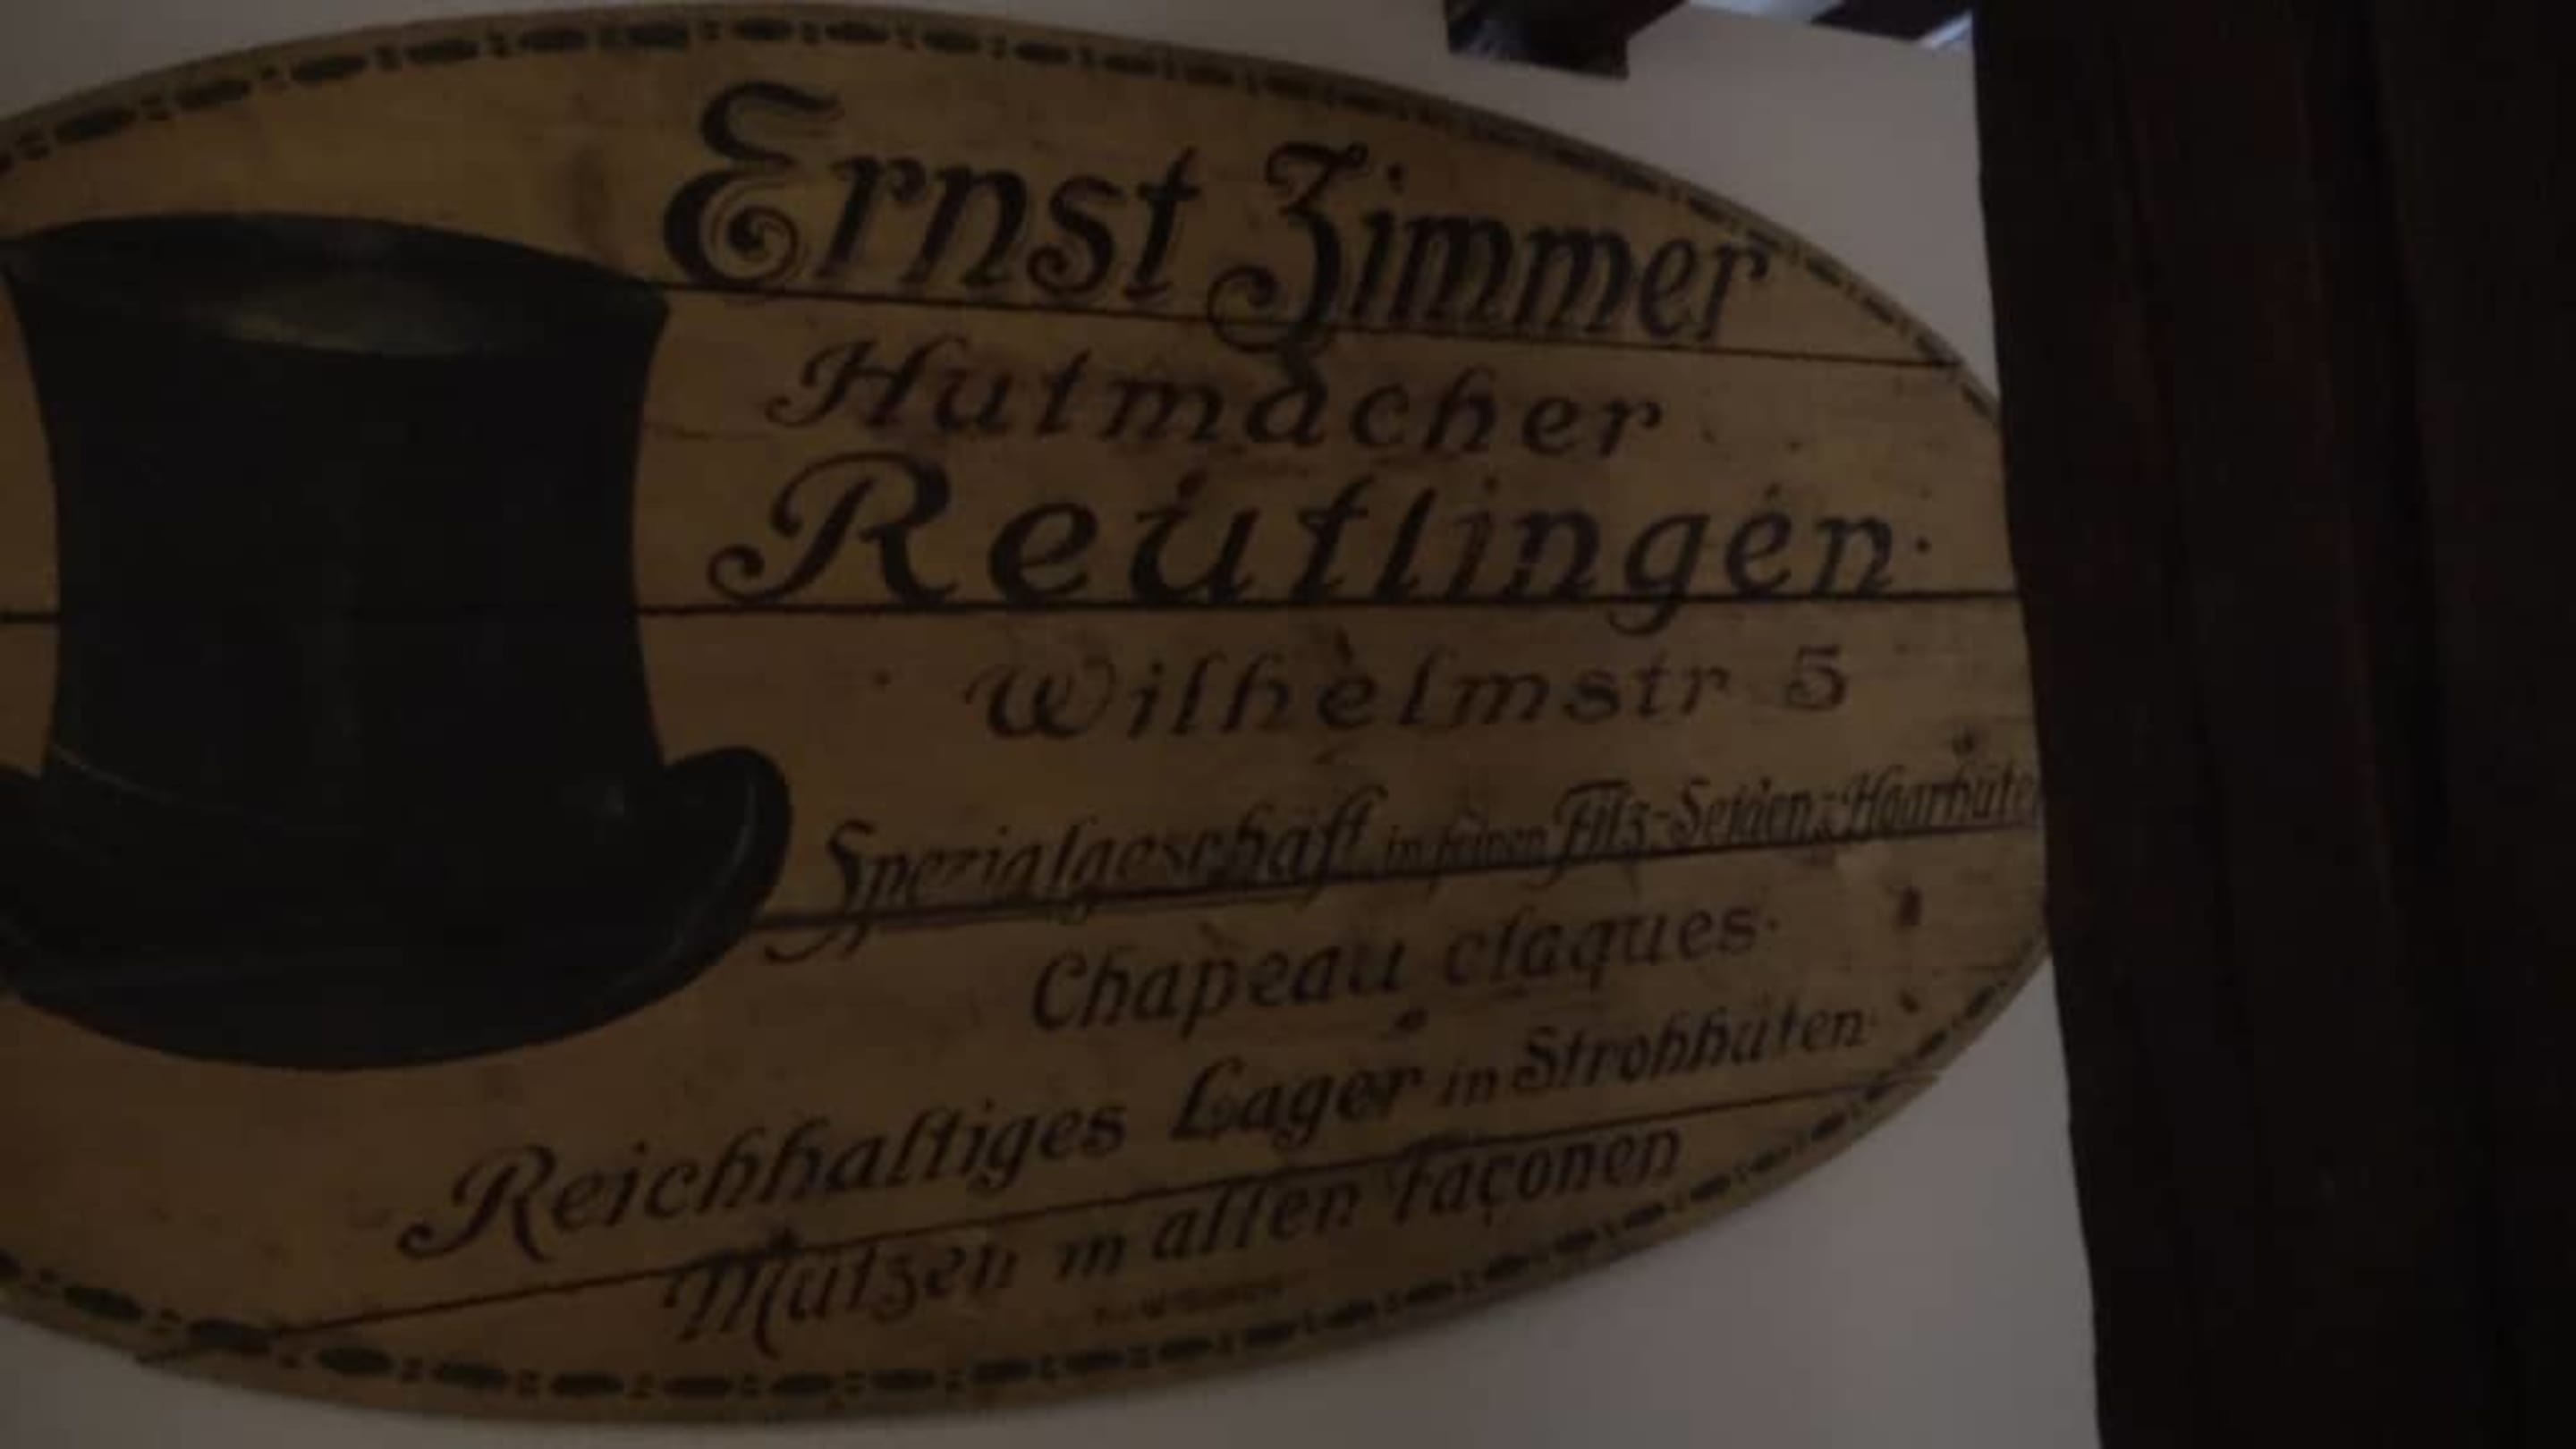 Ernst Zimmer
Hutmacher
Reutlingen.
Wilhelmstr 5
Spezialgeschäft in feinen Filz-Seiden- & Haarhüte
Chapeau claques.
Reichhaltiges Lager in Strohhüten.
Mützen in allen Façonen